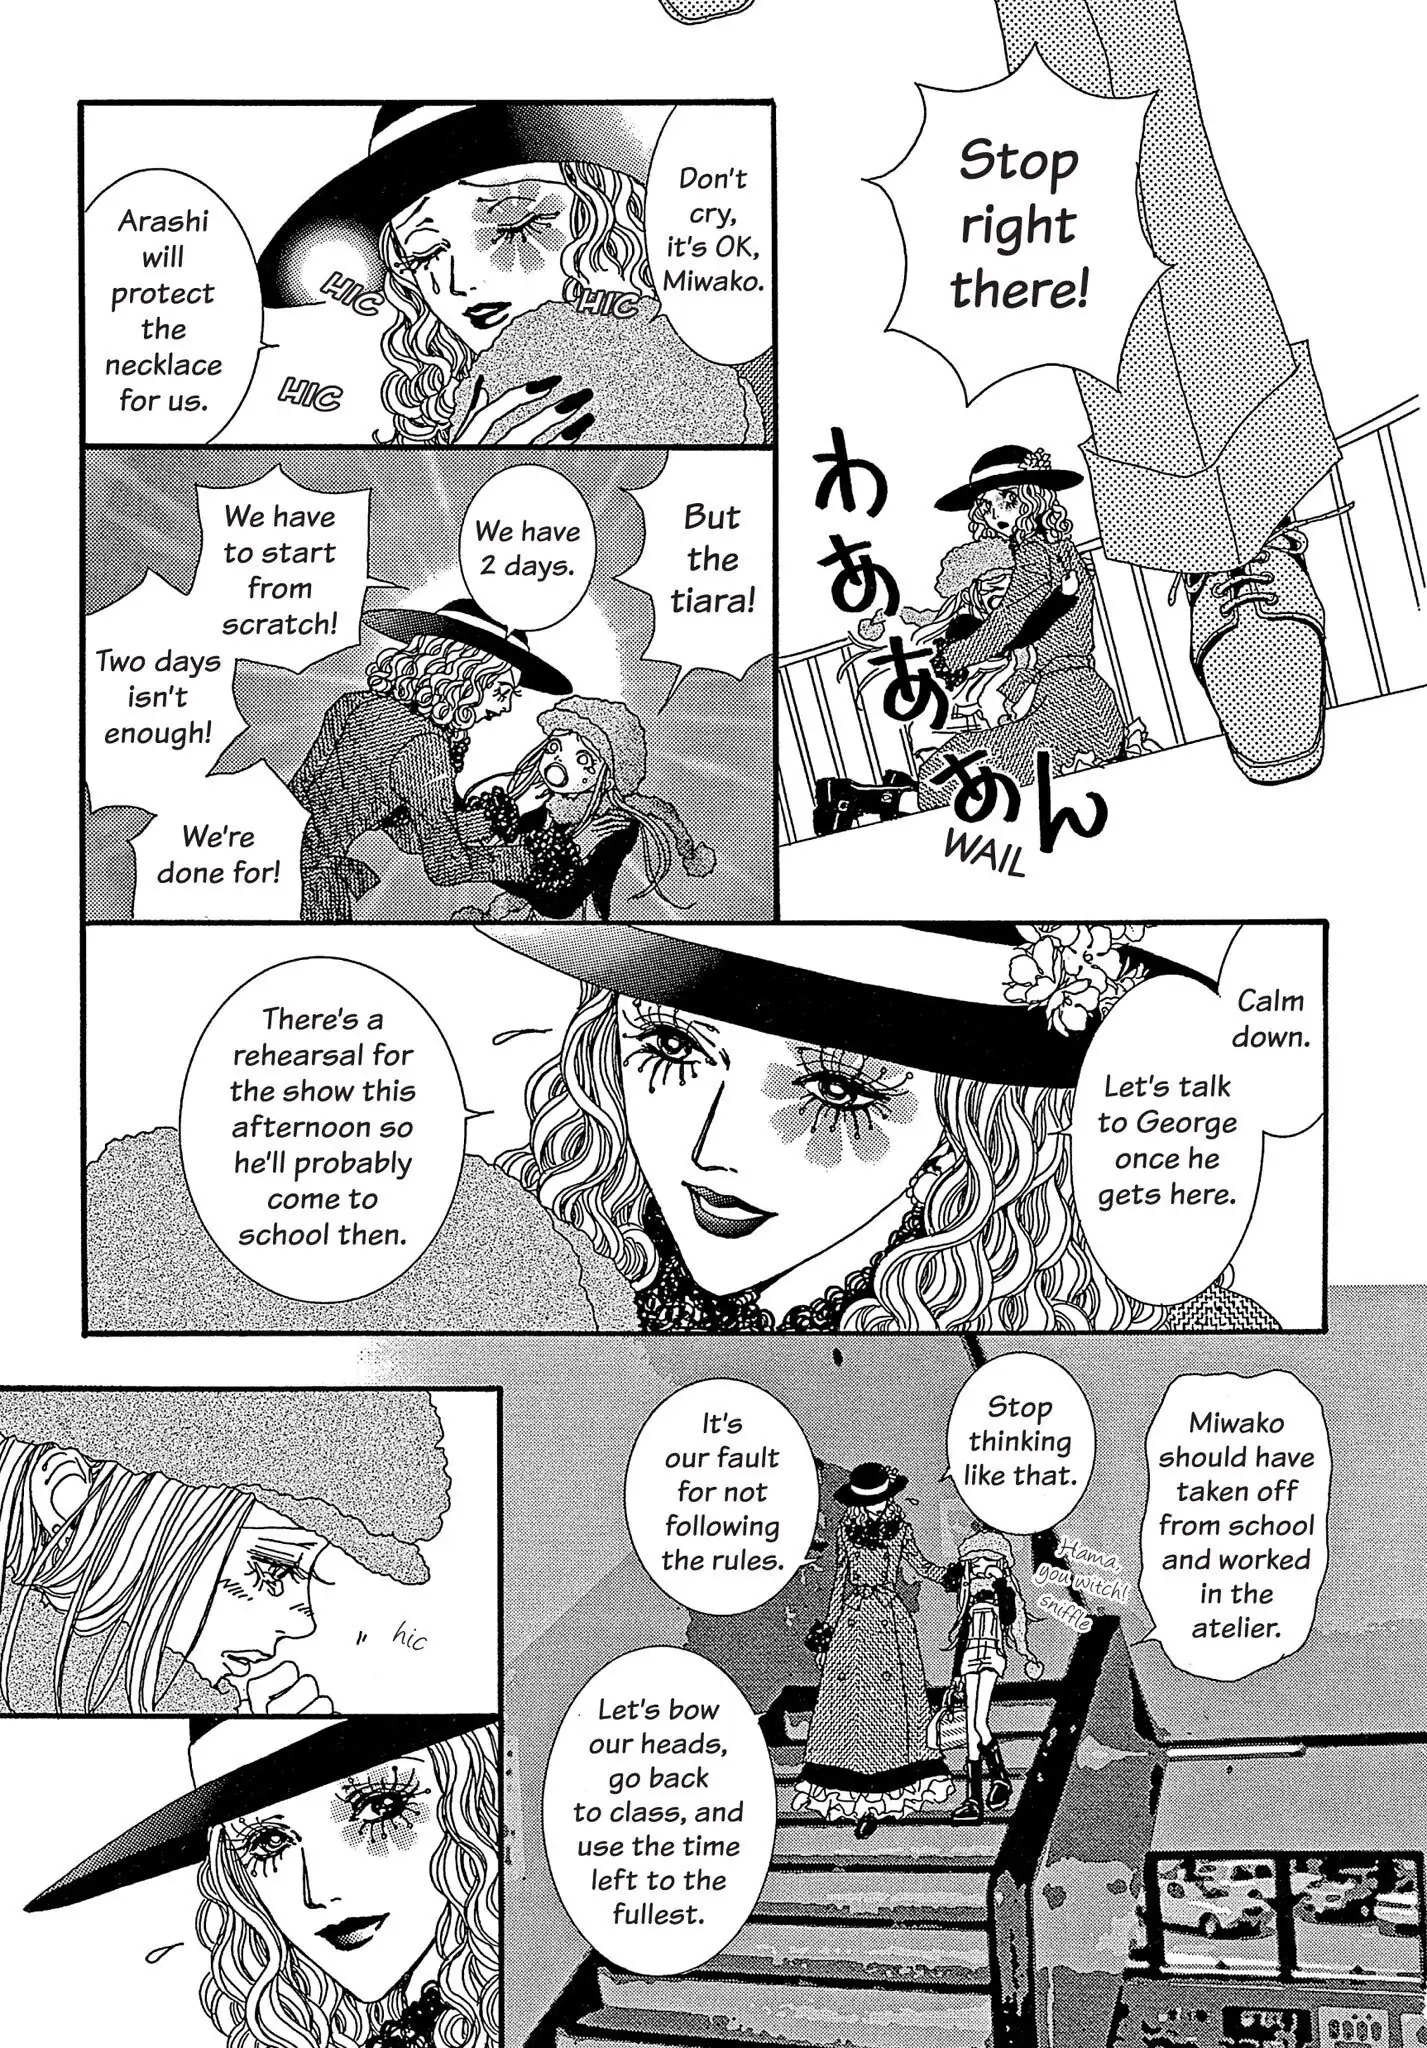 Stop
right
there!
わあああああん
WAIL
Don't
cry,
it's OK,
Miwako.
HIC
HIC
HIC
Arashi
will
protect
the
necklace
for us.
But
the
tiara!
We have
2 days.
We have
to start
from
scratch!
Two days
isn't
enough!
We're
done for!
Calm
down.
Let's talk
to George
once he
gets here.
There's a
rehearsal for
the show this
afternoon so
he'll probably
come to
school then.
Miwako
should have
taken off
from school
and worked
in the
atelier.
Stop
thinking
like that.
Hama,
you witch!
sniffle
It's
our fault
for not
following
the rules.
Let's bow
our heads,
go back
to class, and
use the time
left to the
fullest.
hic